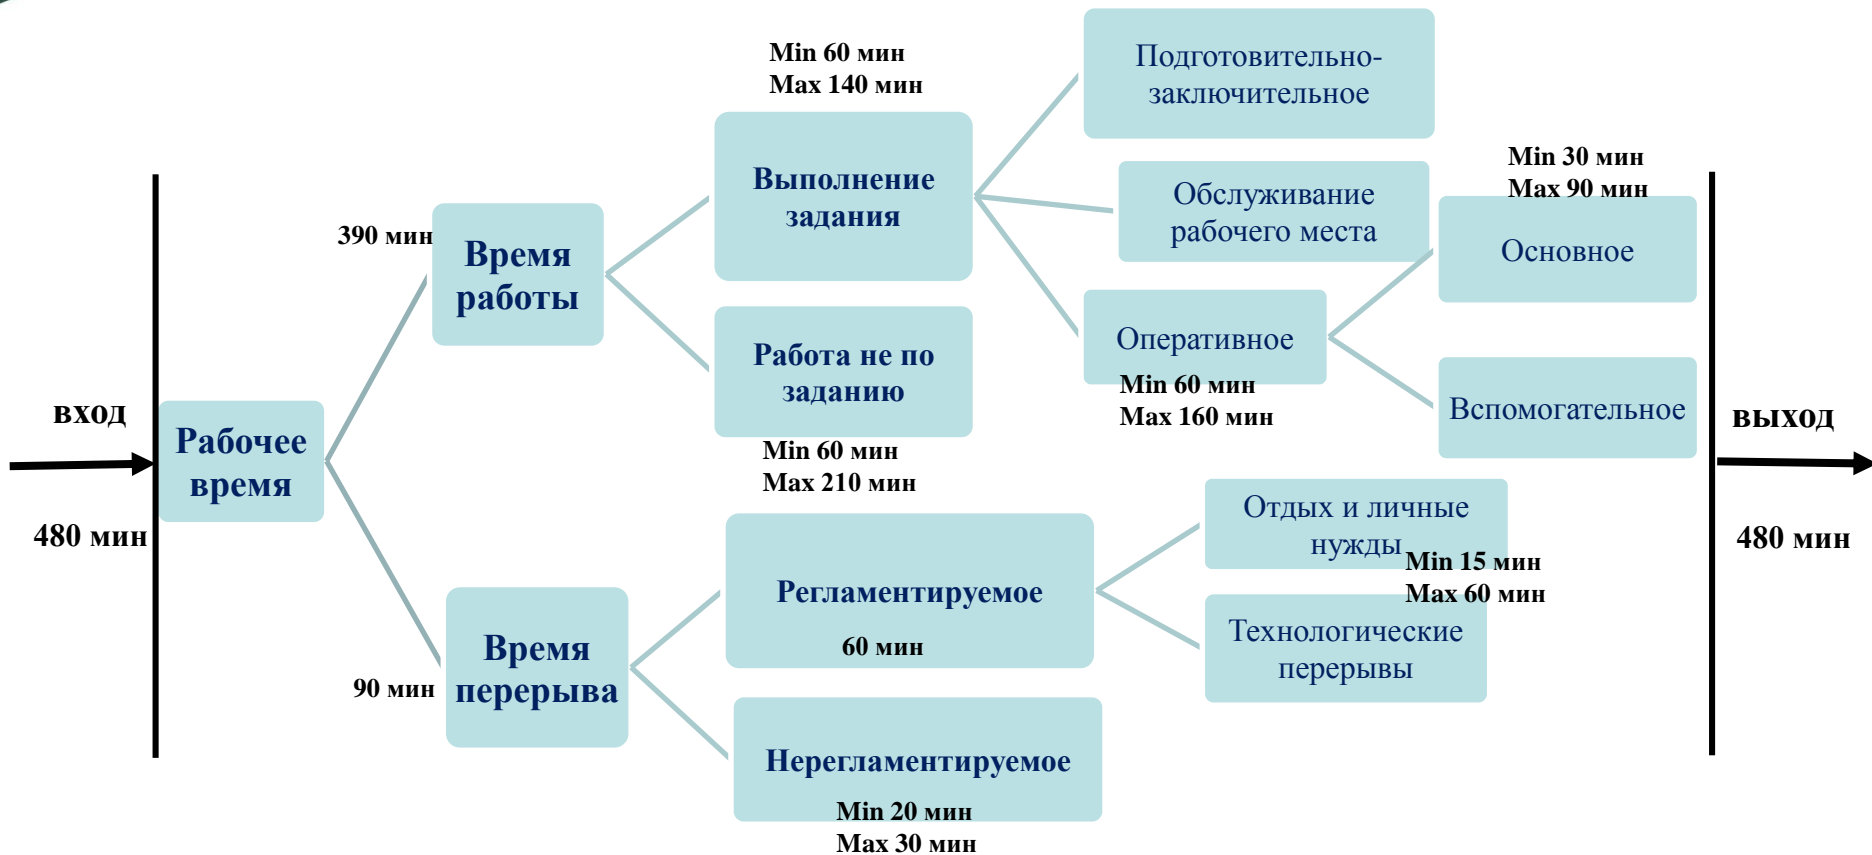 вход
480 мин
Рабочее
время
390 мин
Время
работы
90 мин
Время
перерыва
Min 60 мин
Max 140 мин
Выполнение
задания
Работа не по
заданию
Min 60 мин
Max 210 мин
Регламентируемое
60 мин
Нерегламентируемое
Min 20 мин
Max 30 мин
Подготовительно-
заключительное
Обслуживание
рабочего места
Оперативное
Min 60 мин
Max 160 мин
Min 30 мин
Max 90 мин
Основное
Вспомогательное
Отдых и личные
нужды
Min 15 мин
Max 60 мин
Технологические
перерывы
выход
480 мин